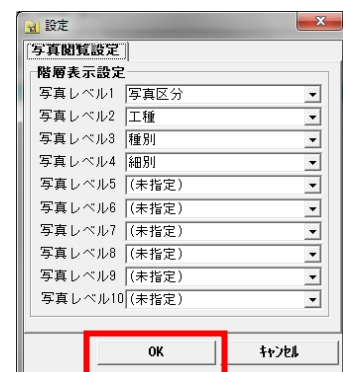 設定
写真閲覧設定
階層表示設定
写真レベル1 写真区分
写真レベル2 工種
写真レベル3 種別
写真レベル4 細別
写真レベル5 (未指定)
写真レベル6 (未指定)
写真レベル7 (未指定)
写真レベル8 (未指定)
写真レベル9 (未指定)
写真レベル10 (未指定)
OK ｷｬﾝｾﾙ